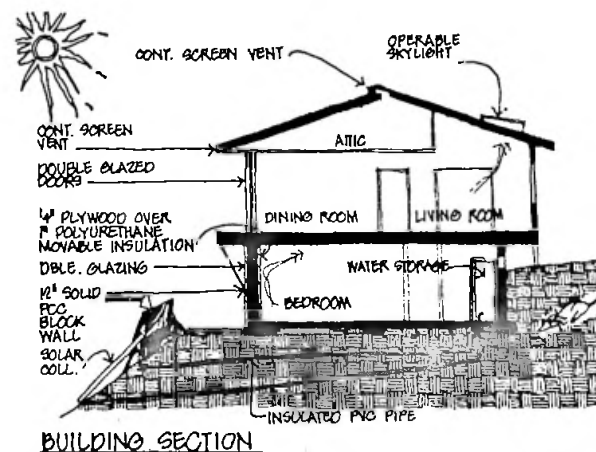 CONT. SCREEN VENT
OPERABLE
SKYLIGHT
CONT. SCREEN
VENT
ATTIC
DOUBLE GLAZED
DOORS
DINING ROOM
LIVING ROOM
1/4" PLYWOOD OVER
1" POLYURETHANE
MOVABLE INSULATION
DBLE. GLAZING
WATER STORAGE
12" SOLID
PCC
BLOCK
WALL
BEDROOM
SOLAR
COLL.
INSULATED PVC PIPE
BUILDING SECTION